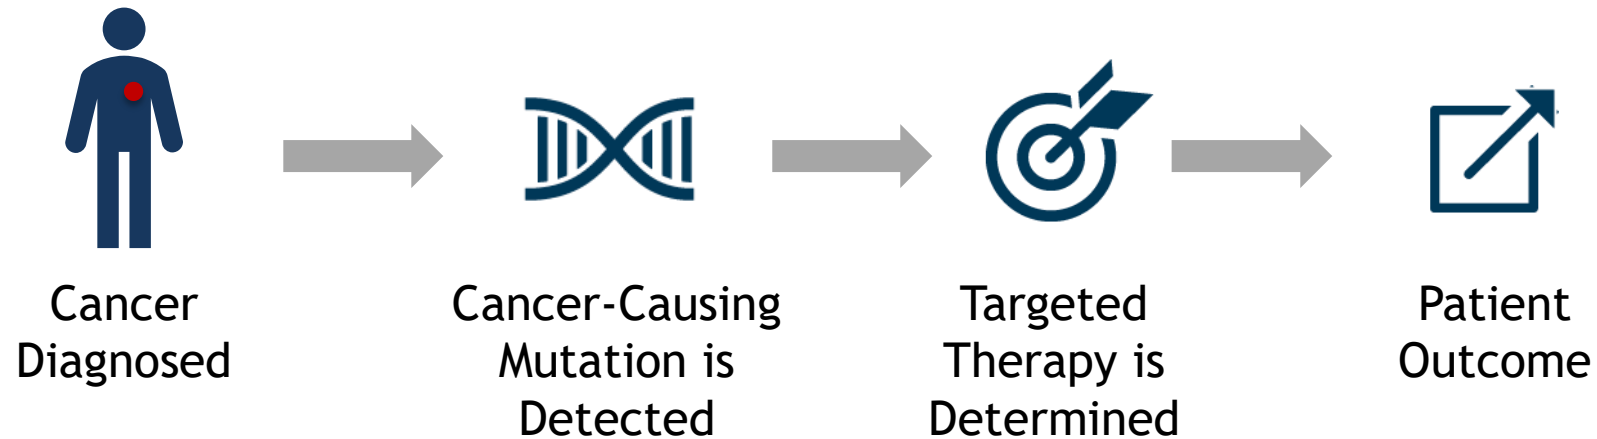 Cancer
Diagnosed
Cancer-Causing
Mutation is
Detected
Targeted
Therapy is
Determined
Patient
Outcome